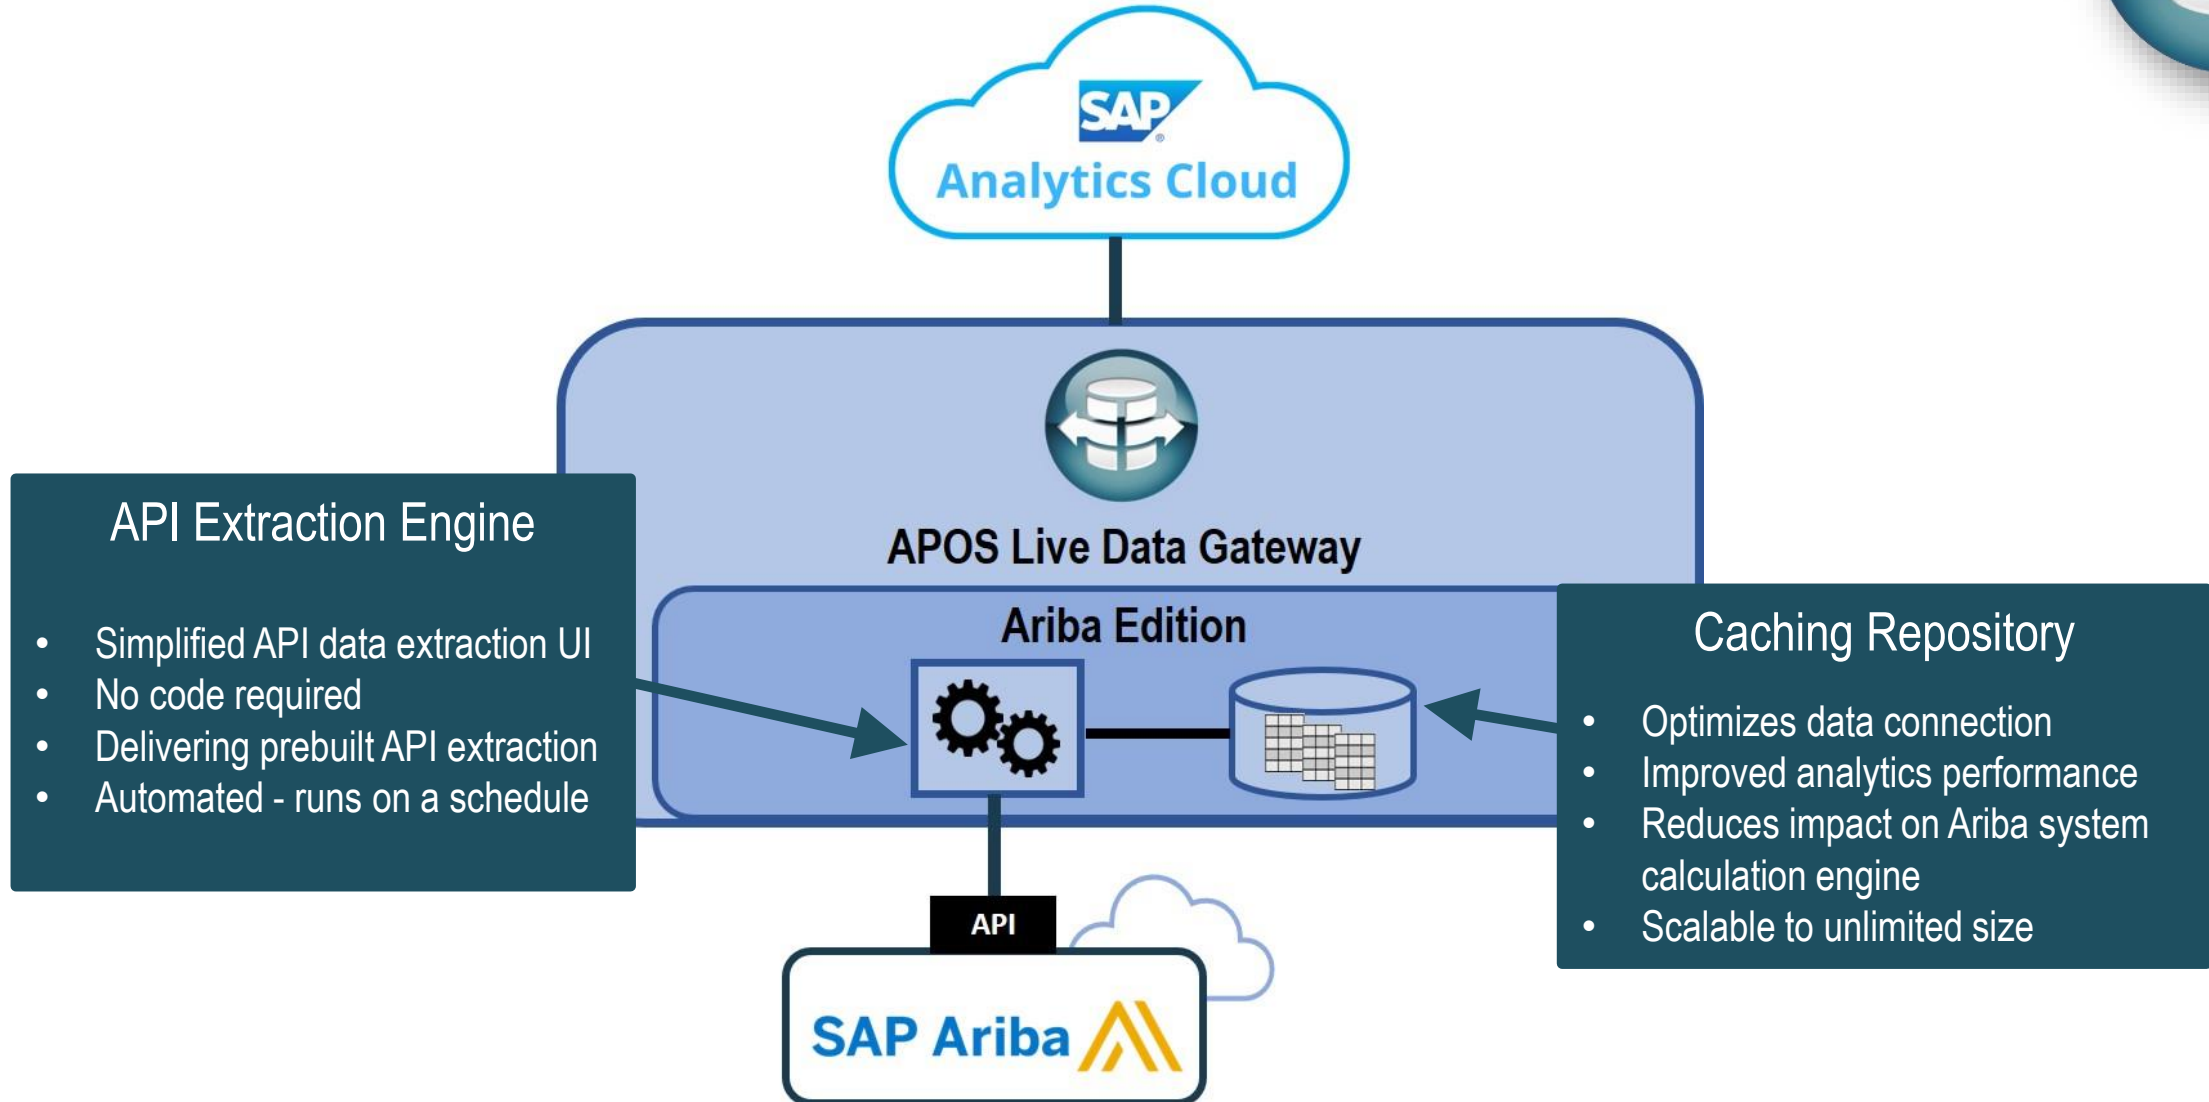 SAP
®
Analytics Cloud
APOS Live Data Gateway
Ariba Edition
API Extraction Engine
• Simplified API data extraction UI
• No code required
• Delivering prebuilt API extraction
• Automated - runs on a schedule
Caching Repository
• Optimizes data connection
• Improved analytics performance
• Reduces impact on Ariba system
calculation engine
• Scalable to unlimited size
API
SAP Ariba